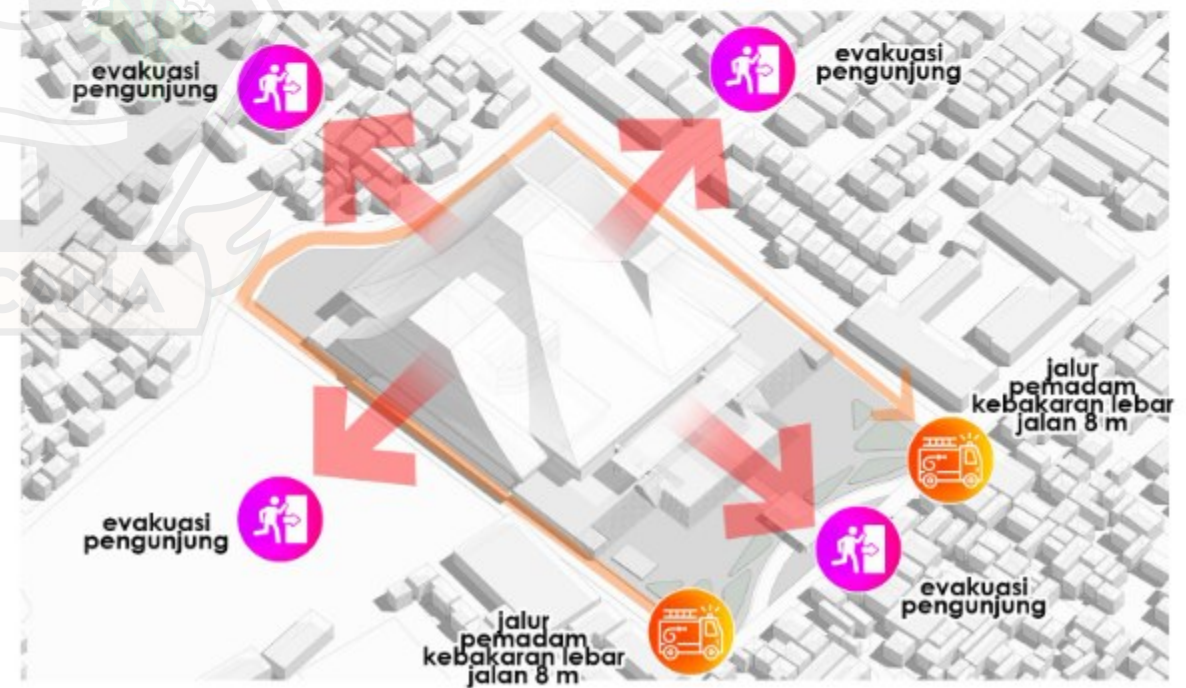 evakuasi
pengunjung
evakuasi
pengunjung
jalur
pemadam
kebakaran lebar
jalan 8 m
evakuasi
pengunjung
evakuasi
pengunjung
jalur
pemadam
kebakaran lebar
jalan 8 m